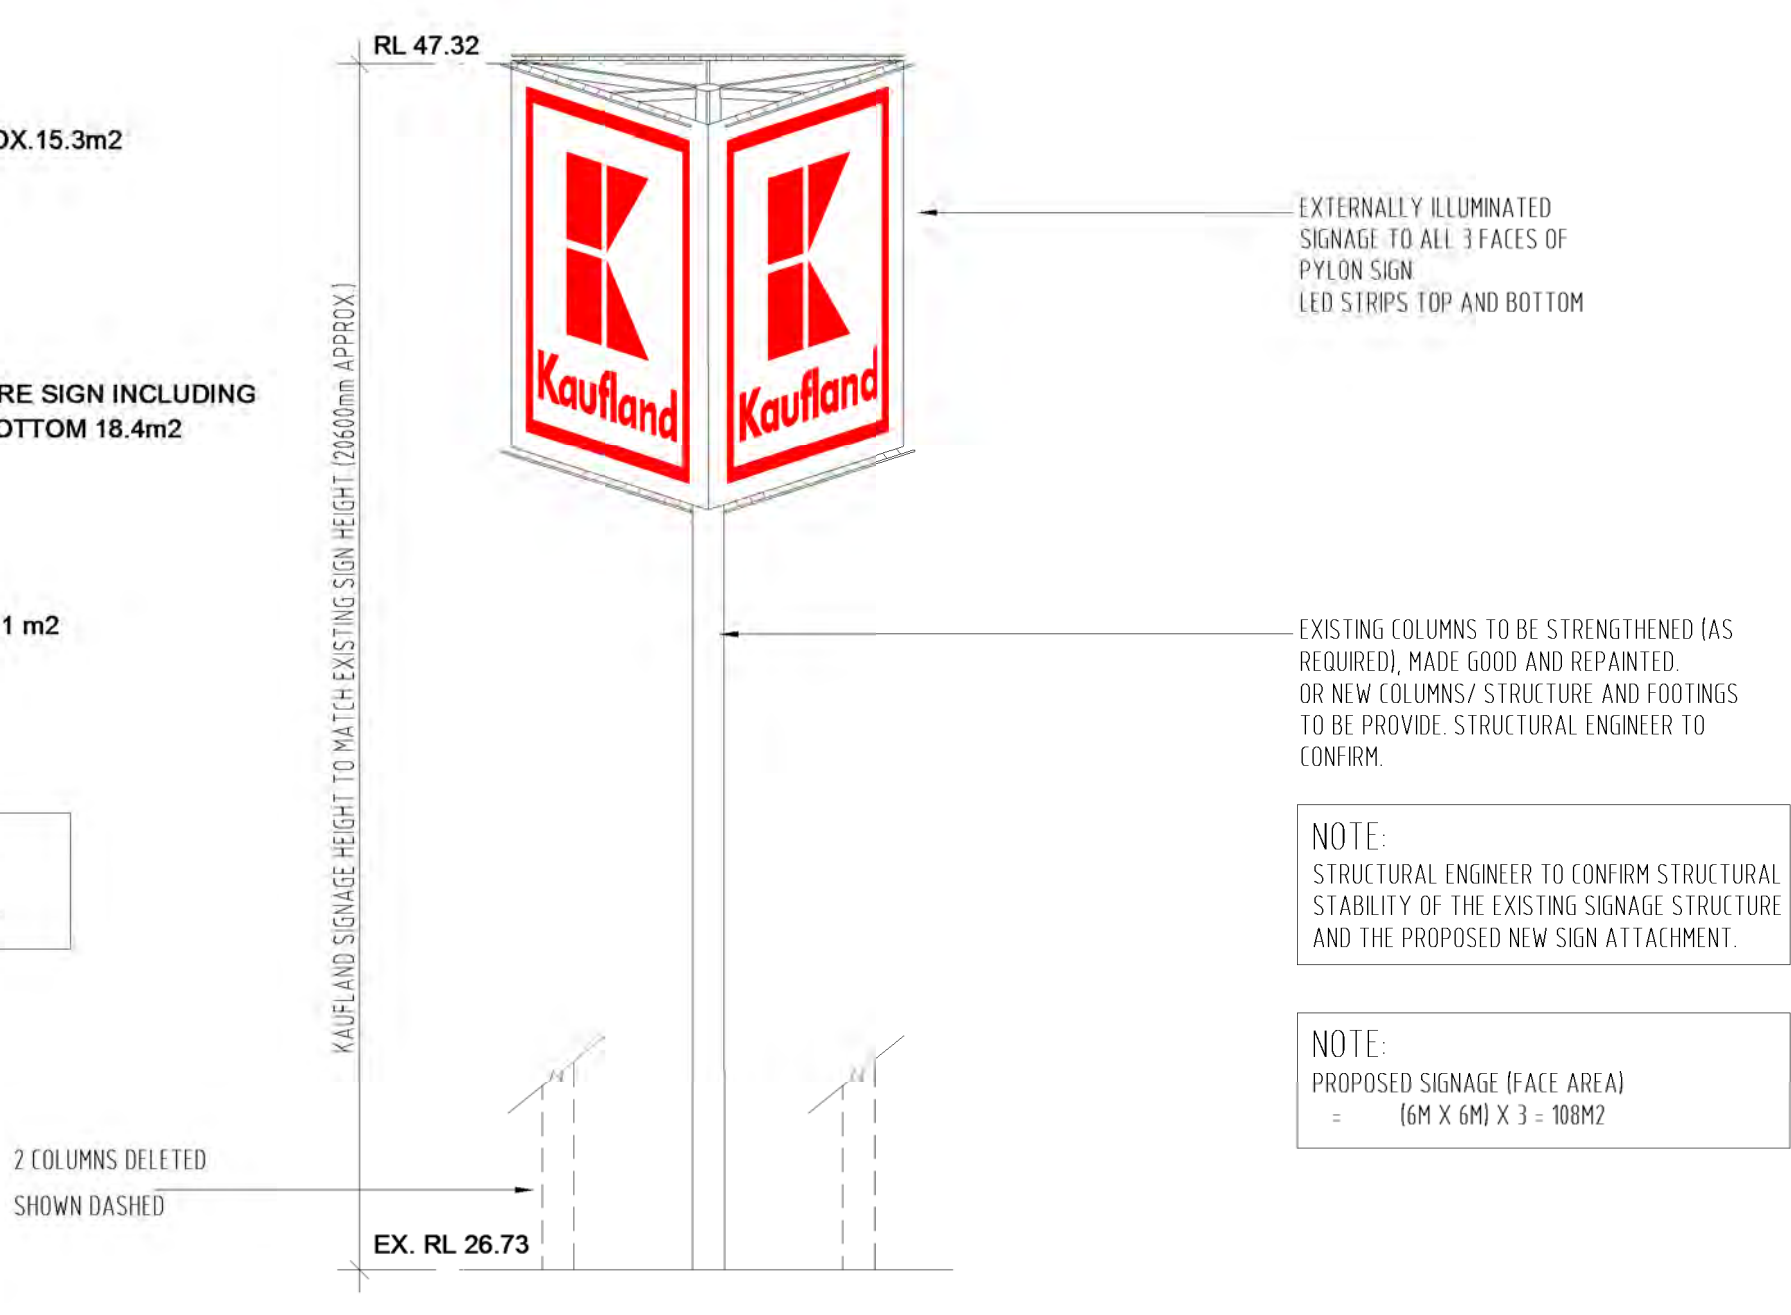 RL 47.32
OX.15.3m2
RE SIGN INCLUDING
OTTOM 18.4m2
1 m2
KAUFLAND SIGNAGE HEIGHT TO MATCH EXISTING SIGN HEIGHT (20600mm APPROX)
Kaufland
Kaufland
EXTERNALLY ILLUMINATED
SIGNAGE TO ALL 3 FACES OF
PYLON SIGN
LED STRIPS TOP AND BOTTOM
EXISTING COLUMNS TO BE STRENGTHENED (AS
REQUIRED), MADE GOOD AND REPAINTED.
OR NEW COLUMNS/ STRUCTURE AND FOOTINGS
TO BE PROVIDE. STRUCTURAL ENGINEER TO
CONFIRM.
NOTE:
STRUCTURAL ENGINEER TO CONFIRM STRUCTURAL
STABILITY OF THE EXISTING SIGNAGE STRUCTURE
AND THE PROPOSED NEW SIGN ATTACHMENT.
NOTE:
PROPOSED SIGNAGE (FACE AREA)
= (6M X 6M) X 3 = 108M2
2 COLUMNS DELETED
SHOWN DASHED
EX. RL 26.73